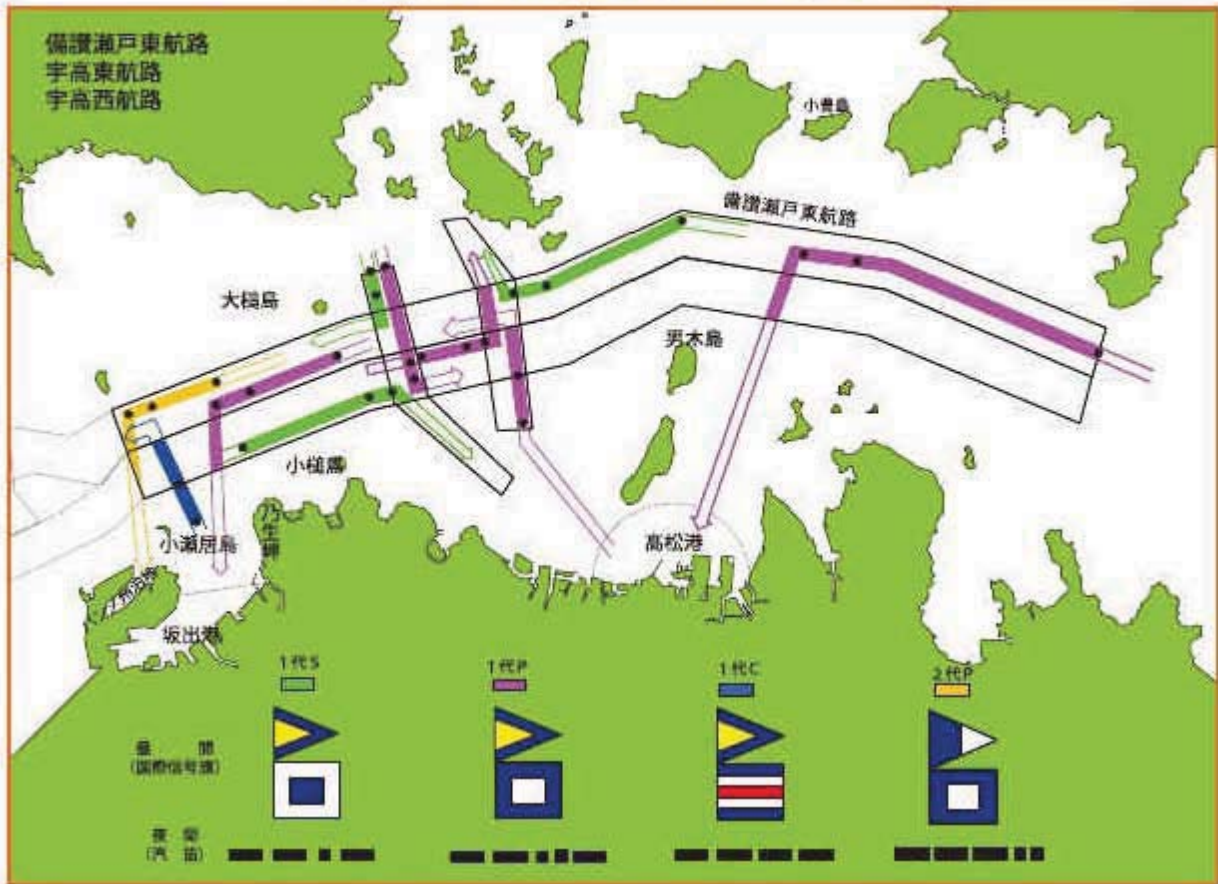 備讃瀬戸東航路
宇高東航路
宇高西航路
小豊島
備讃瀬戸東航路
大槌島
男木島
小槌島
乃生岬
小瀬居島
高松港
坂出港
1代S
1代P
1代C
2代P
昼 間
(国際信号旗)
夜 間
(汽 笛)